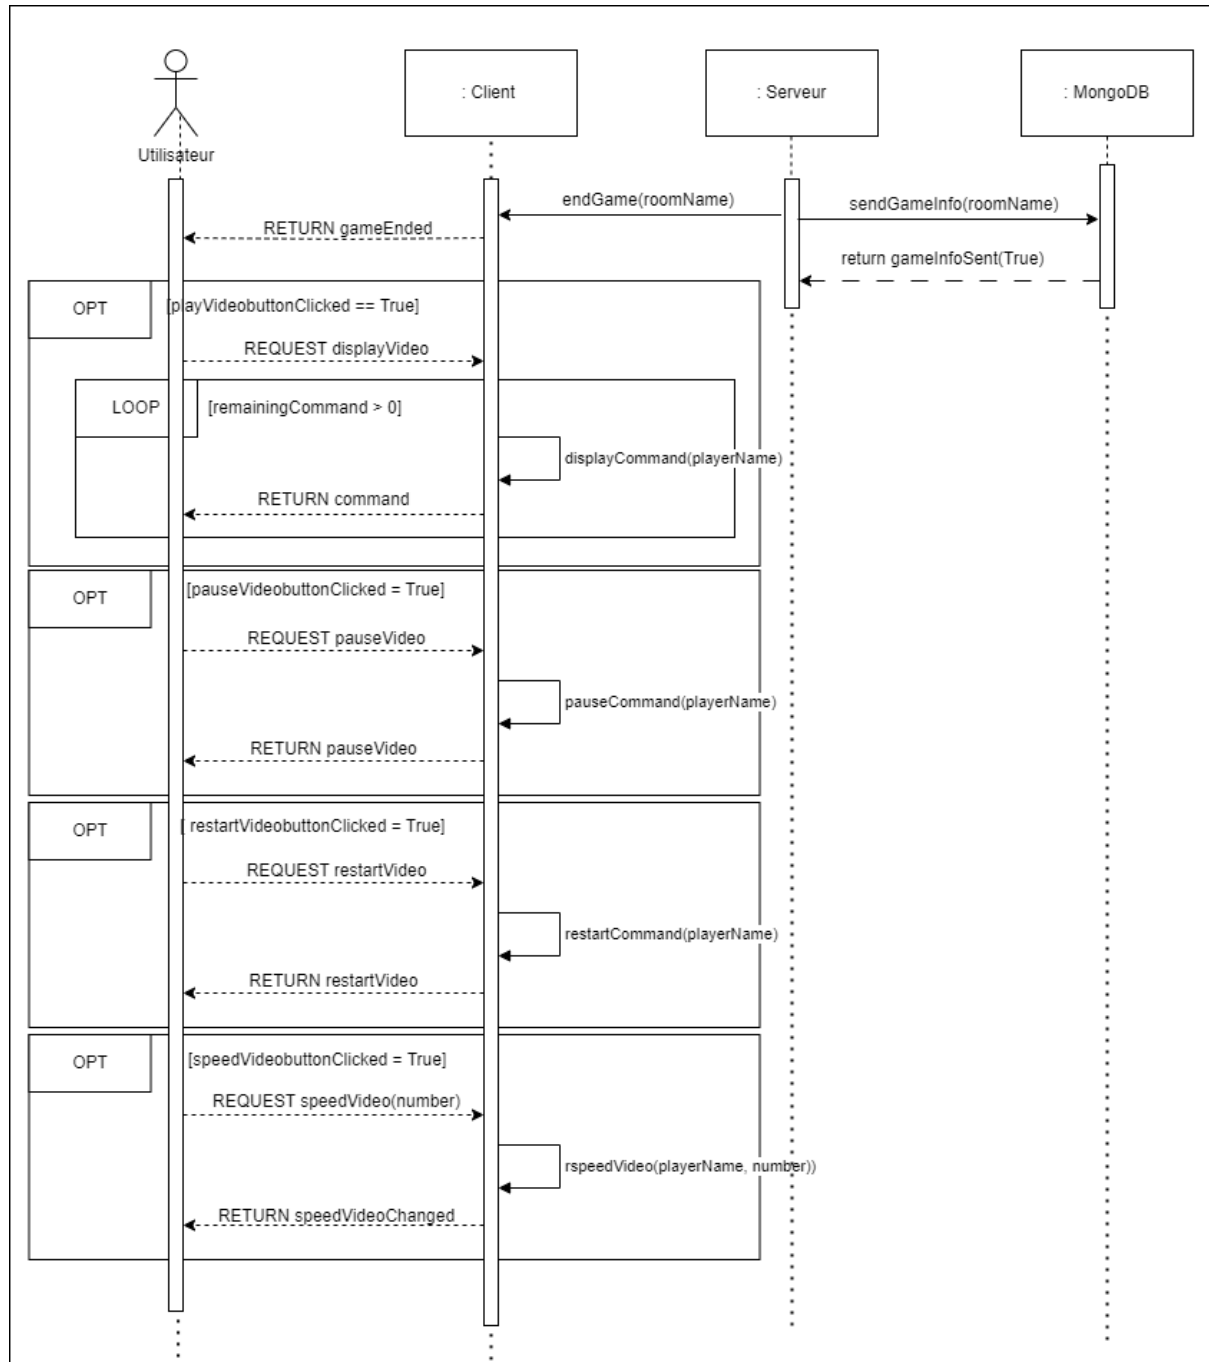 : Client
: Serveur
: MongoDB
Utilisateur
endGame(roomName)
sendGameInfo(roomName)
RETURN gameEnded
return gameInfoSent(True)
OPT
[playVideobuttonClicked == True]
REQUEST displayVideo
LOOP
[remainingCommand > 0]
displayCommand(playerName)
RETURN command
OPT
[pauseVideobuttonClicked = True]
REQUEST pauseVideo
pauseCommand(playerName)
RETURN pauseVideo
OPT
[ restartVideobuttonClicked = True]
REQUEST restartVideo
restartCommand(playerName)
RETURN restartVideo
OPT
[speedVideobuttonClicked = True]
REQUEST speedVideo(number)
rspeedVideo(playerName, number))
RETURN speedVideoChanged